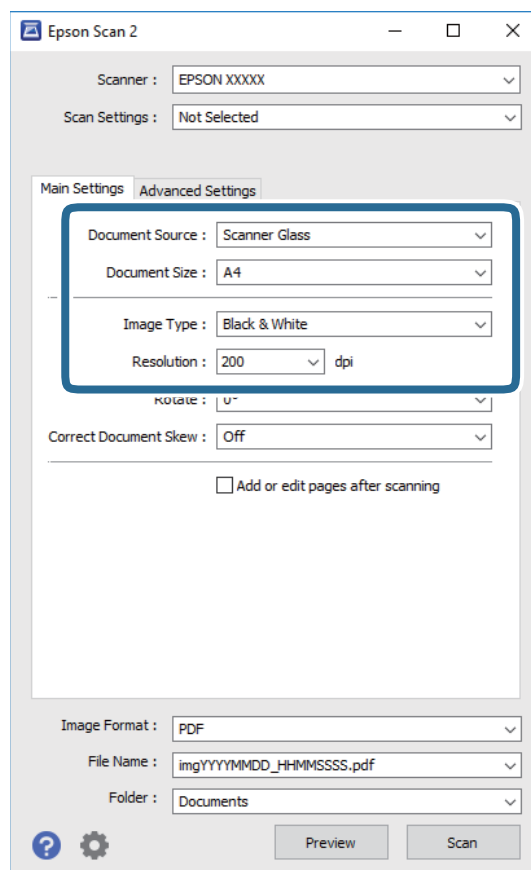 Epson Scan 2
Scanner : EPSON XXXXX
Scan Settings : Not Selected
Main Settings Advanced Settings
Document Source : Scanner Glass
Document Size : A4
Image Type : Black & White
Resolution : 200 dpi
Rotate : 0°
Correct Document Skew : Off
Add or edit pages after scanning
Image Format : PDF
File Name : imgYYYYMMDD_HHMMSSSS.pdf
Folder : Documents
? Preview Scan